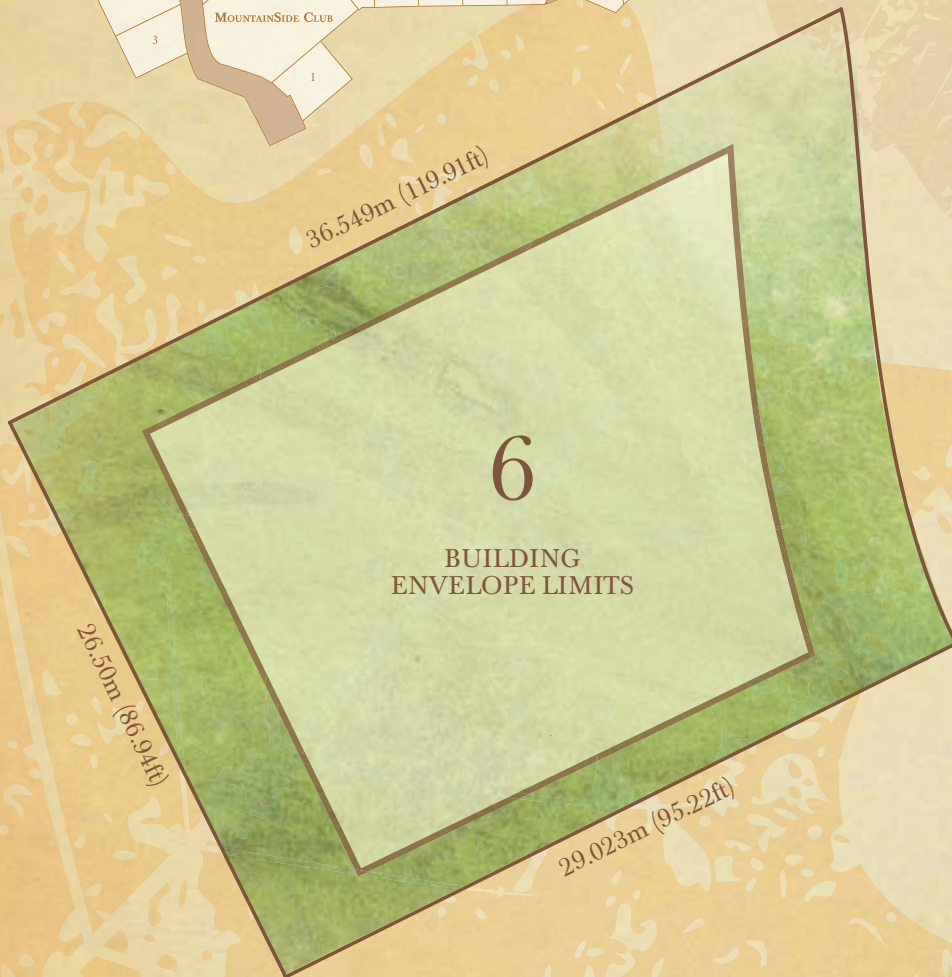 MountainSide Club
3
1
36.549m (119.91ft)
6
BUILDING
ENVELOPE LIMITS
26.50m (86.94ft)
29.023m (95.22ft)